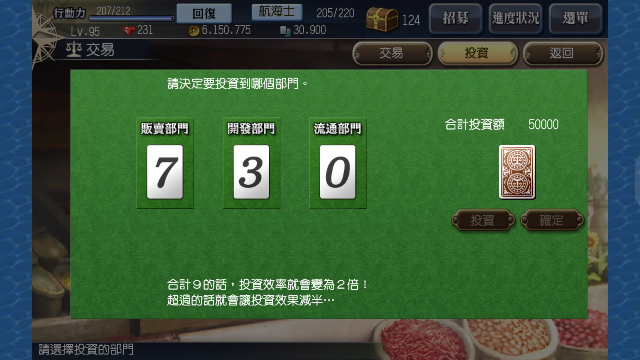 行動力 207/212 回復 航海士 205/220 124 招募 進度狀況 選單
Lv.95 231 6,150,775 30,900
交易 交易 投資 返回
請決定要投資到哪個部門。
販賣部門 開發部門 流通部門
7 3 0
合計投資額 50000
投資 確定
合計9的話，投資效率就會變為2倍！
超過的話就會讓投資效果減半…
請選擇投資的部門